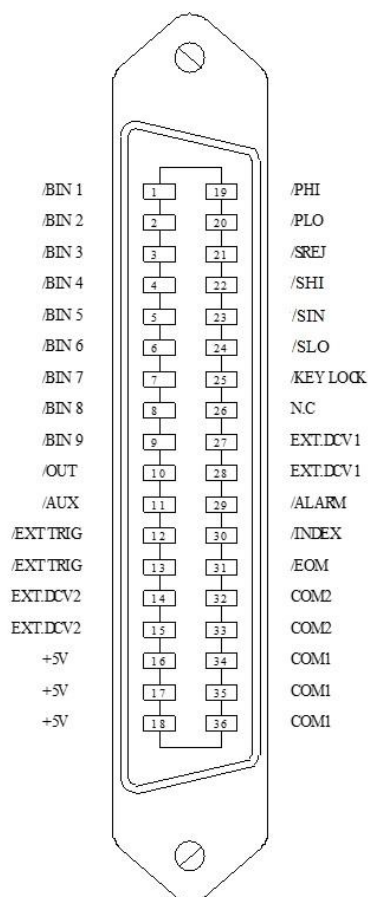 /BIN 1 1 19 /PHI
/BIN 2 2 20 /PLO
/BIN 3 3 21 /SREJ
/BIN 4 4 22 /SHI
/BIN 5 5 23 /SIN
/BIN 6 6 24 /SLO
/BIN 7 7 25 /KEY LOCK
/BIN 8 8 26 N.C
/BIN 9 9 27 EXT.DCV1
/OUT 10 28 EXT.DCV1
/AUX 11 29 /ALARM
/EXT TRIG 12 30 /INDEX
/EXT TRIG 13 31 /EOM
EXT.DCV2 14 32 COM2
EXT.DCV2 15 33 COM2
+5V 16 34 COM1
+5V 17 35 COM1
+5V 18 36 COM1